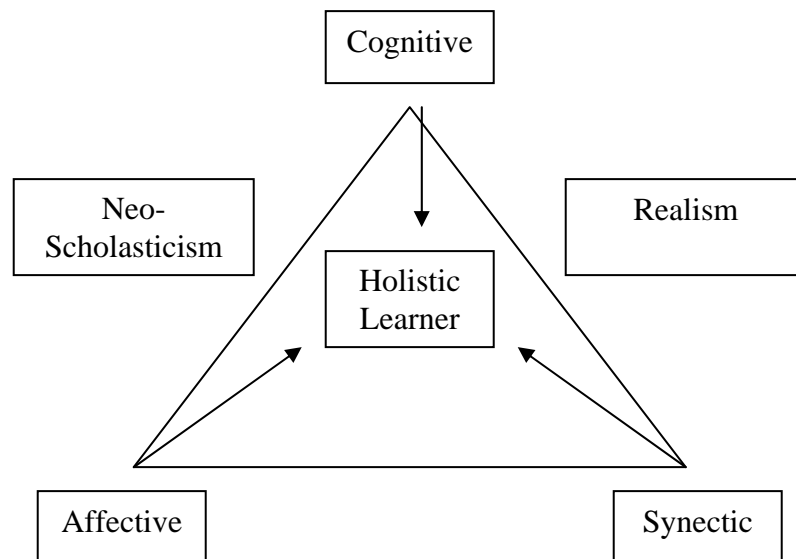 Cognitive
Neo-
Scholasticism
Realism
Holistic
Learner
Affective
Synectic